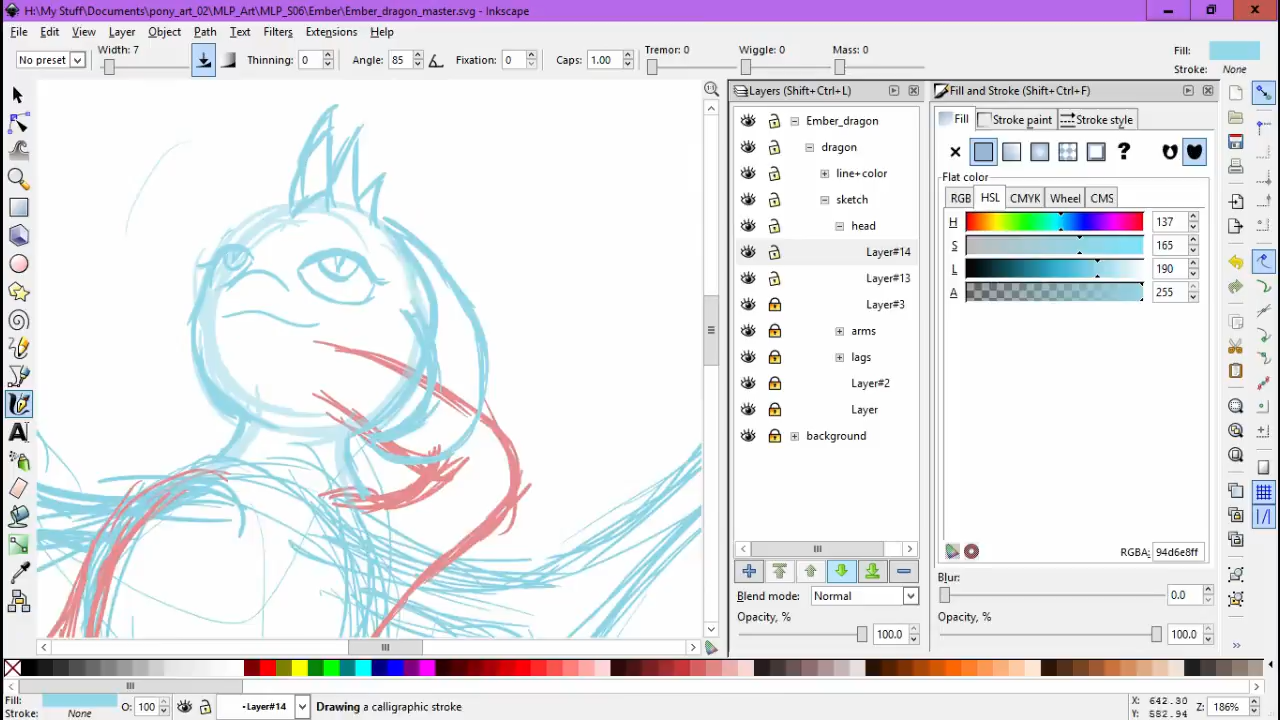 H:\My Stuff\Documents\pony_art_02\MLP_Art\MLP_S06\Ember\Ember_dragon_master.svg - Inkscape
File Edit View Layer Object Path Text Filters Extensions Help
No preset Width: 7 Thinning: 0 Angle: 85 Fixation: 0 Caps: 1.00 Tremor: 0 Wiggle: 0 Mass: 0 Fill:
Stroke: None
Layers (Shift+Ctrl+L)
Ember_dragon
dragon
line+color
sketch
head
Layer#14
Layer#13
Layer#3
arms
lags
Layer#2
Layer
background
Blend mode: Normal
Opacity, % 100.0
Fill and Stroke (Shift+Ctrl+F)
Fill Stroke paint Stroke style
?
Flat color
RGB HSL CMYK Wheel CMS
H 137
S 165
L 190
A 255
RGBA: 94d6e8ff
Blur:
0.0
Opacity, %
100.0
Fill:
Stroke: None
O: 100
•Layer#14
Drawing a calligraphic stroke
X: 642.30
Y: 582.94
Z: 186%